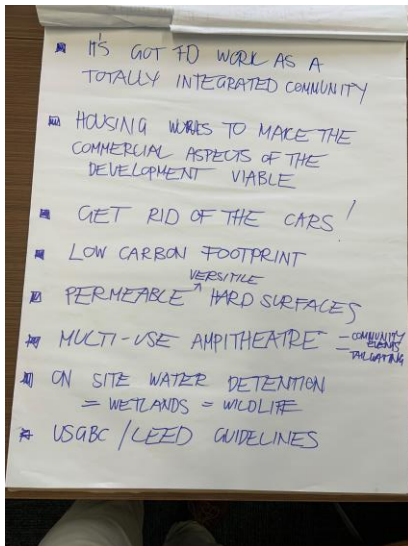 IT'S GOT TO WORK AS A
TOTALLY INTEGRATED COMMUNITY
HOUSING WORKS TO MAKE THE
COMMERCIAL ASPECTS OF THE
DEVELOPMENT VIABLE
GET RID OF THE CARS!
LOW CARBON FOOTPRINT
VERSITILE
PERMEABLE HARD SURFACES
MULTI-USE AMPITHEATRE - COMMUNITY
- EVENTS
TAILGATING
ON SITE WATER DETENTION
= WETLANDS = WILDLIFE
USGBC / LEED GUIDELINES